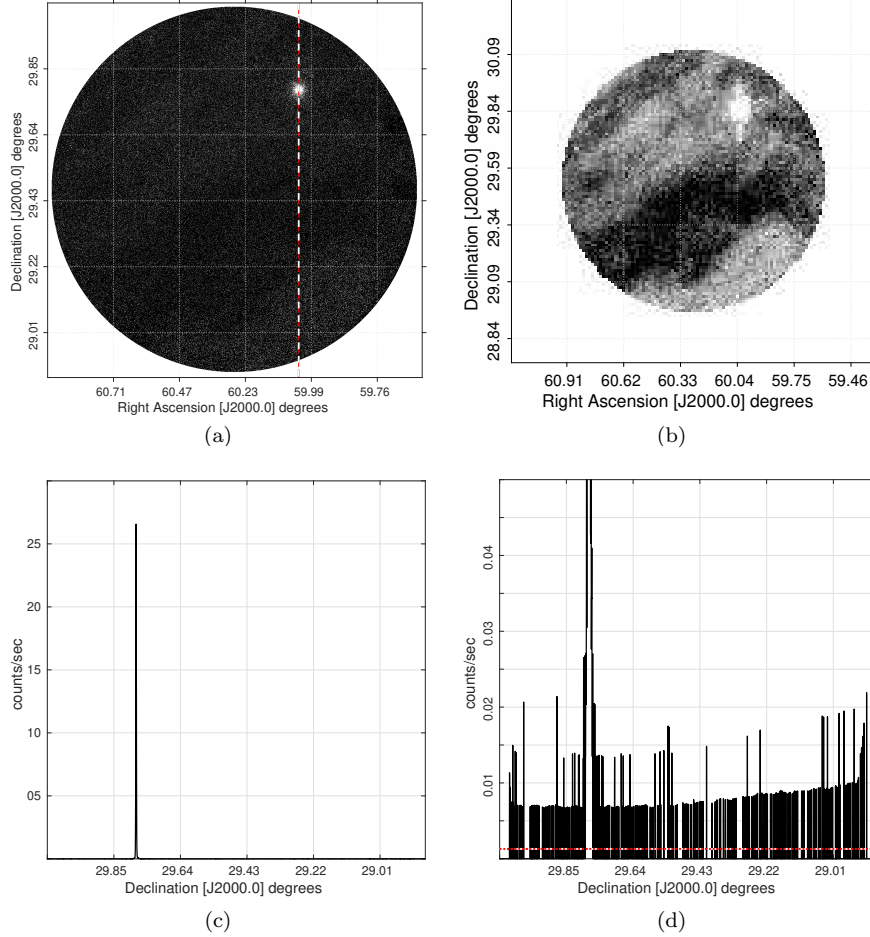 29.85
29.64
29.43
29.22
29.01
Declination [J2000.0] degrees
60.71 60.47 60.23 59.99 59.76
Right Ascension [J2000.0] degrees
(a)
30.09
29.84
29.59
29.34
29.09
28.84
Declination [J2000.0] degrees
60.91 60.62 60.33 60.04 59.75 59.46
Right Ascension [J2000.0] degrees
(b)
25
20
15
10
05
counts/sec
29.85 29.64 29.43 29.22 29.01
Declination [J2000.0] degrees
(c)
0.04
0.03
0.02
0.01
counts/sec
29.85 29.64 29.43 29.22 29.01
Declination [J2000.0] degrees
(d)